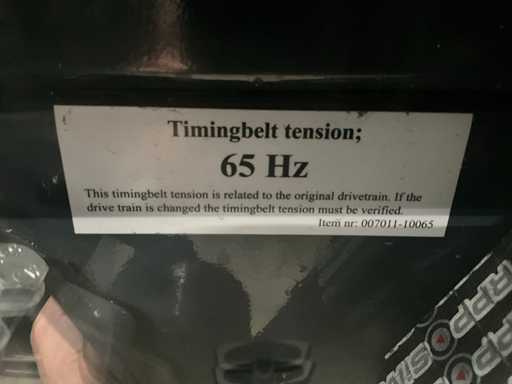 Timingbelt tension;
65 Hz
This timingbelt tension is related to the original drivetrain. If the
drive train is changed the timingbelt tension must be verified.
Item nr: 007011-10065